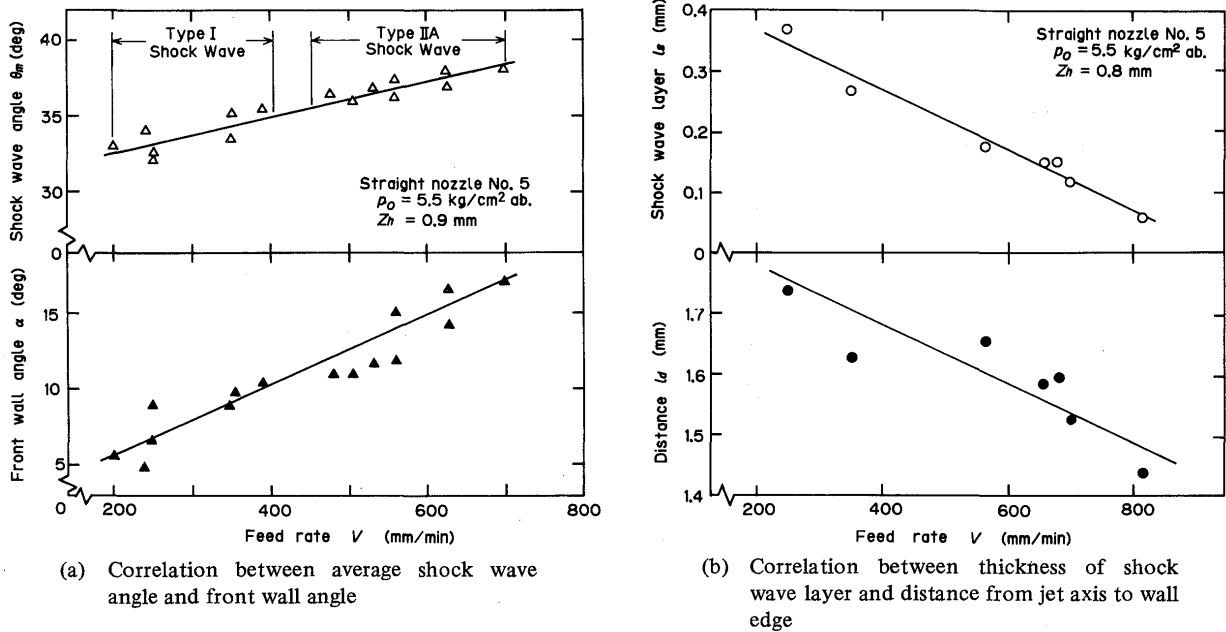 Shock wave angle θm (deg)
40
35
30
0
Type I
Shock Wave
Type IIA
Shock Wave
Straight nozzle No. 5
p₀ = 5.5 kg/cm² ab.
Zn = 0.9 mm
Front wall angle α (deg)
15
10
5
0
200
400
600
800
Feed rate V (mm/min)
(a) Correlation between average shock wave
angle and front wall angle
Shock wave layer ls (mm)
0.4
0.3
0.2
0.1
0
Straight nozzle No. 5
p₀ = 5.5 kg/cm² ab.
Zn = 0.8 mm
Distance ld (mm)
1.7
1.6
1.5
1.4
200
400
600
800
Feed rate V (mm/min)
(b) Correlation between thickness of shock
wave layer and distance from jet axis to wall
edge